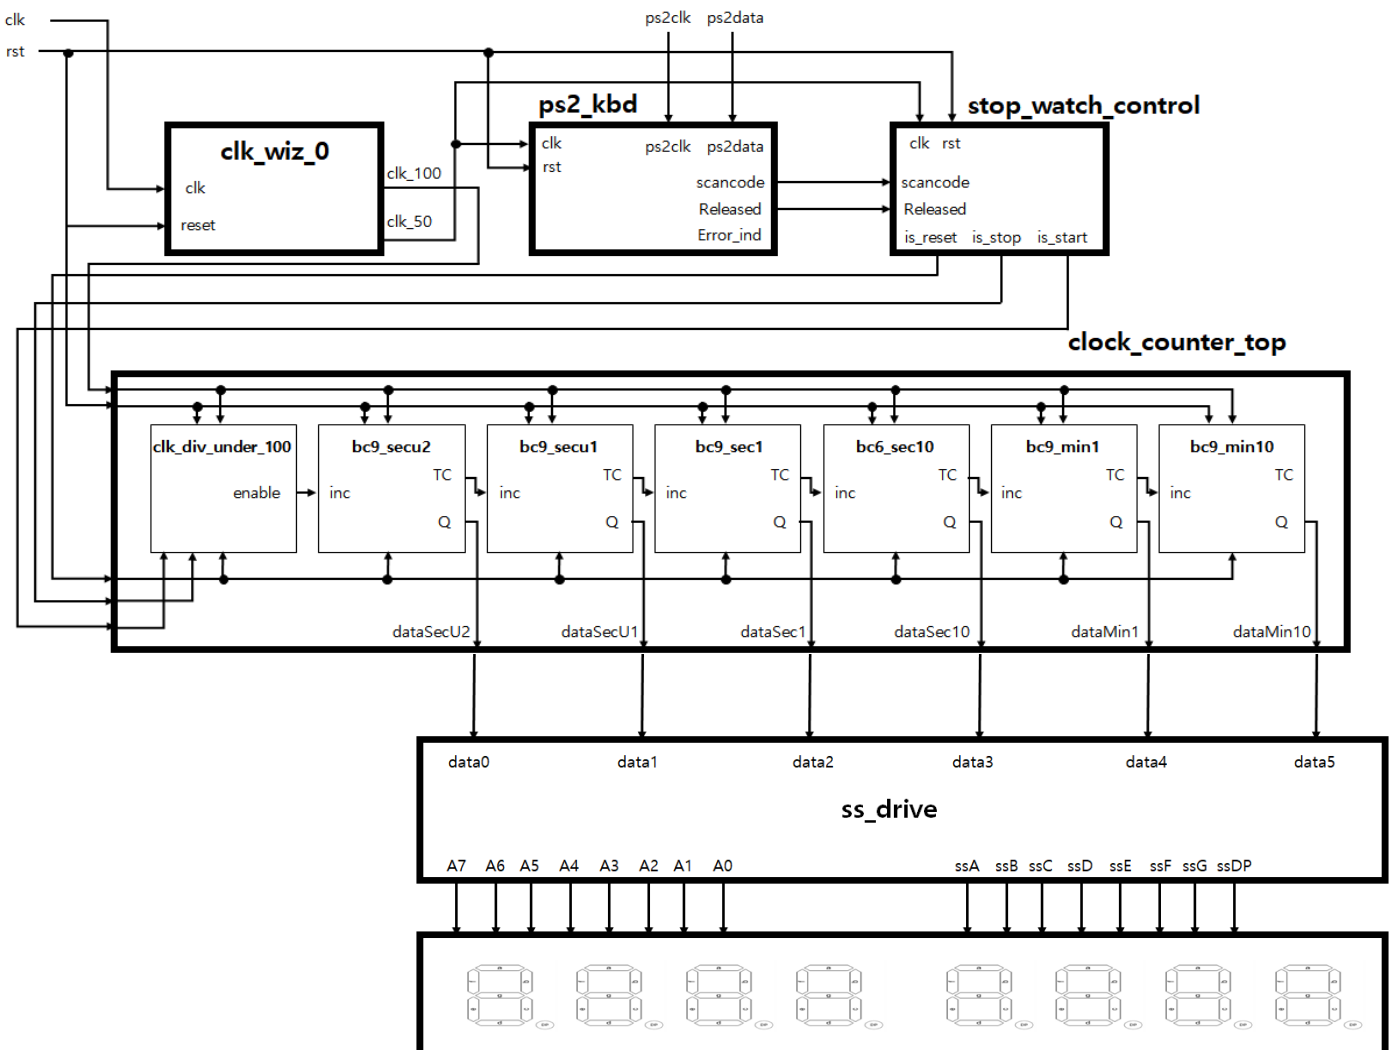 clk
rst
ps2clk ps2data
ps2_kbd
stop_watch_control
clk_wiz_0
clk
reset
clk_100
clk_50
clk
rst
ps2clk ps2data
scancode
Released
Error_ind
clk rst
scancode
Released
is_reset is_stop is_start
clock_counter_top
clk_div_under_100
enable
bc9_secu2
TC
inc
Q
bc9_secu1
TC
inc
Q
bc9_sec1
TC
inc
Q
bc6_sec10
TC
inc
Q
bc9_min1
TC
inc
Q
bc9_min10
TC
inc
Q
dataSecU2 dataSecU1 dataSec1 dataSec10 dataMin1 dataMin10
data0 data1 data2 data3 data4 data5
ss_drive
A7 A6 A5 A4 A3 A2 A1 A0 ssA ssB ssC ssD ssE ssF ssG ssDP